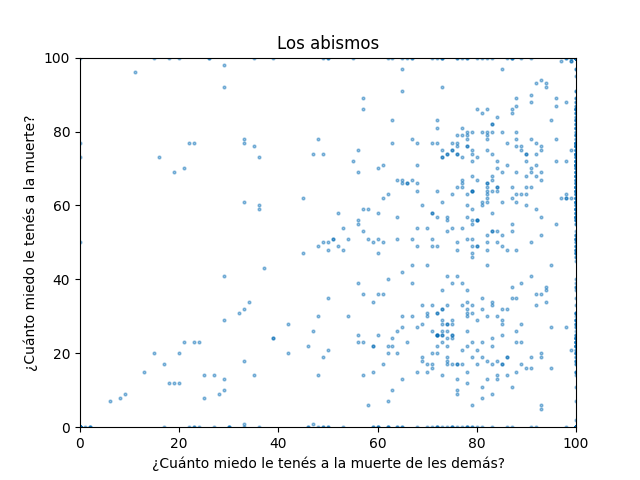 Los abismos
¿Cuánto miedo le tenés a la muerte?
100
80
60
40
20
0
0 20 40 60 80 100
¿Cuánto miedo le tenés a la muerte de les demás?